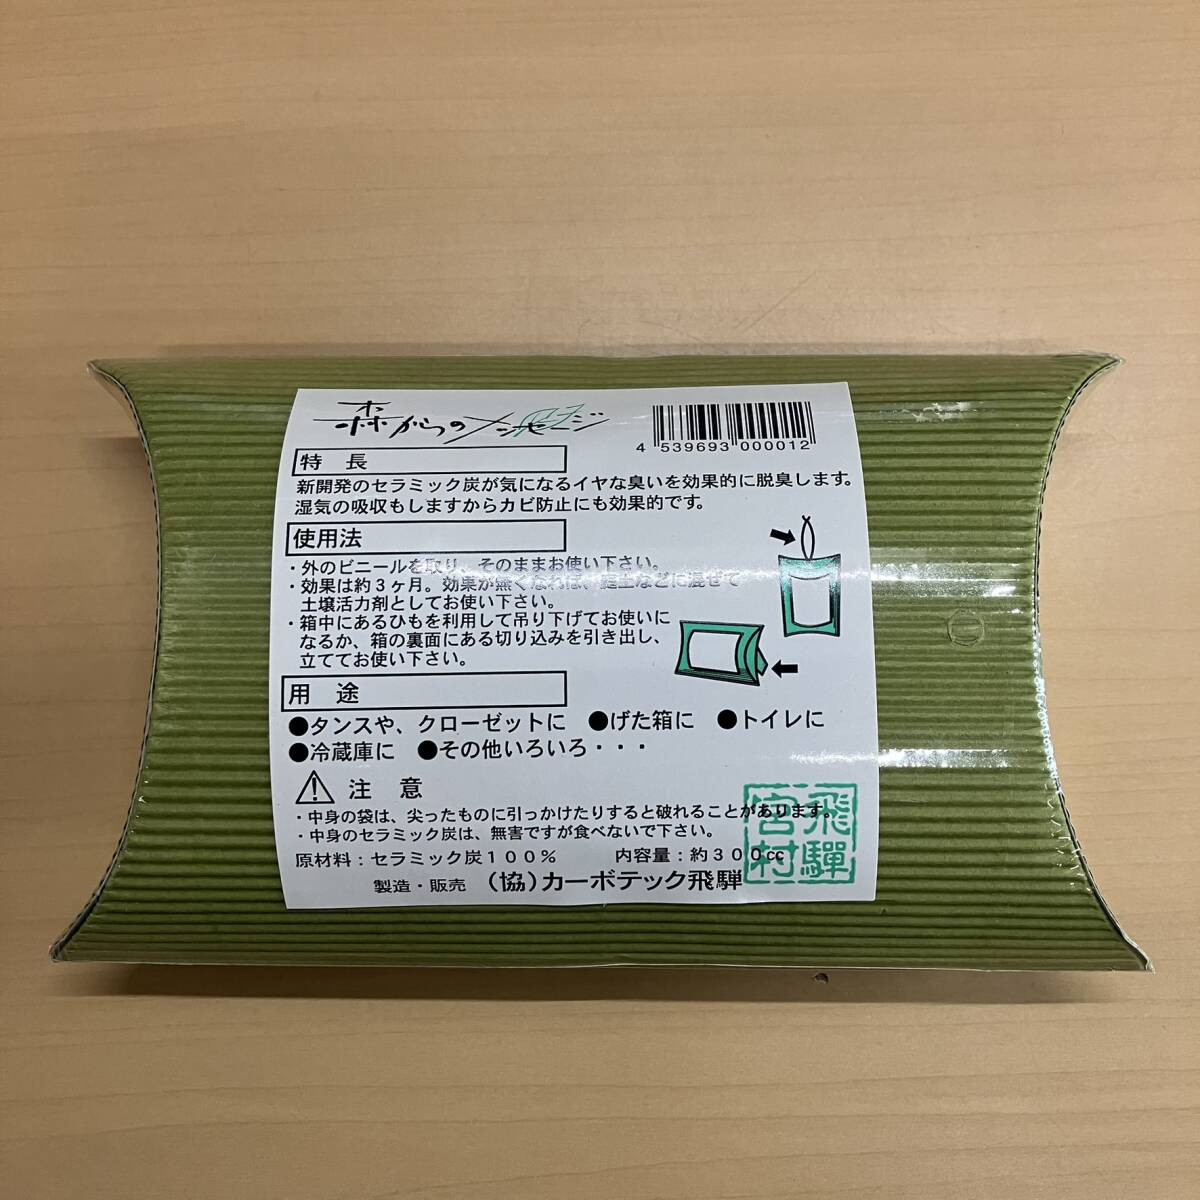 森からのメッセージ
4 539693 000012
特 長
新開発のセラミック炭が気になるイヤな臭いを効果的に脱臭します。
湿気の吸収もしますからカビ防止にも効果的です。
使用法
・外のビニールを取り、そのままお使い下さい。
・効果は約3ヶ月。効果が無くなれば、庭土などに混ぜて
土壌活力剤としてお使い下さい。
・箱中にあるひもを利用して吊り下げてお使いに
なるか、箱の裏面にある切り込みを引き出し、
立ててお使い下さい。
用 途
●タンスや、クローゼットに ●げた箱に ●トイレに
●冷蔵庫に ●その他いろいろ・・・
注 意
・中身の袋は、尖ったものに引っかけたりすると破れることがあります。
・中身のセラミック炭は、無害ですが食べないで下さい。
原材料：セラミック炭100% 内容量：約300cc
製造・販売 (協)カーボテック飛騨
飛驒
宮村